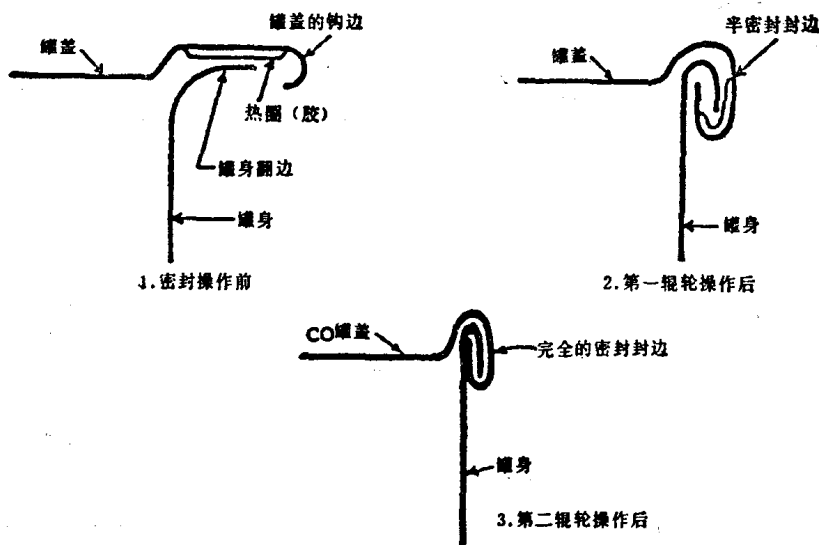 罐盖的钩边
罐盖
热圈（胶）
罐身翻边
罐身
1.密封操作前
半密封封边
罐盖
罐身
2.第一辊轮操作后
CO罐盖
完全的密封封边
罐身
3.第二辊轮操作后